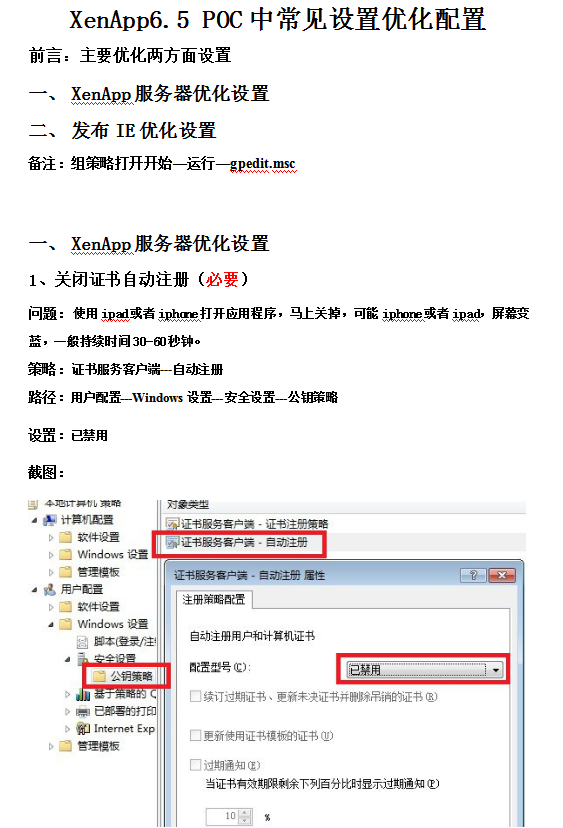 XenApp6.5 POC 中常见设置优化配置
前言：主要优化两方面设置
一、 XenApp 服务器优化设置
二、 发布 IE 优化设置
备注：组策略打开开始—运行—gpedit.msc
一、 XenApp 服务器优化设置
1、关闭证书自动注册（必要）
问题：使用 ipad 或者 iphone 打开应用程序，马上关掉，可能 iphone 或者 ipad，屏幕变
蓝，一般持续时间 30-60 秒钟。
策略：证书服务客户端---自动注册
路径：用户配置---Windows 设置---安全设置---公钥策略
设置：已禁用
截图：
本地计算机 策略
计算机配置
软件设置
Windows 设置
管理模板
用户配置
软件设置
Windows 设置
脚本(登录/注
安全设置
公钥策略
基于策略的 Q
已部署的打印
Internet Exp
管理模板
对象类型
证书服务客户端 - 证书注册策略
证书服务客户端 - 自动注册
证书服务客户端 - 自动注册 属性
注册策略配置
自动注册用户和计算机证书
配置型号(C):
已禁用
续订过期证书、更新未决证书并删除吊销的证书(R)
更新使用证书模板的证书(U)
过期通知(E)
当证书有效期限剩余下列百分比时显示过期通知(P)
10 %